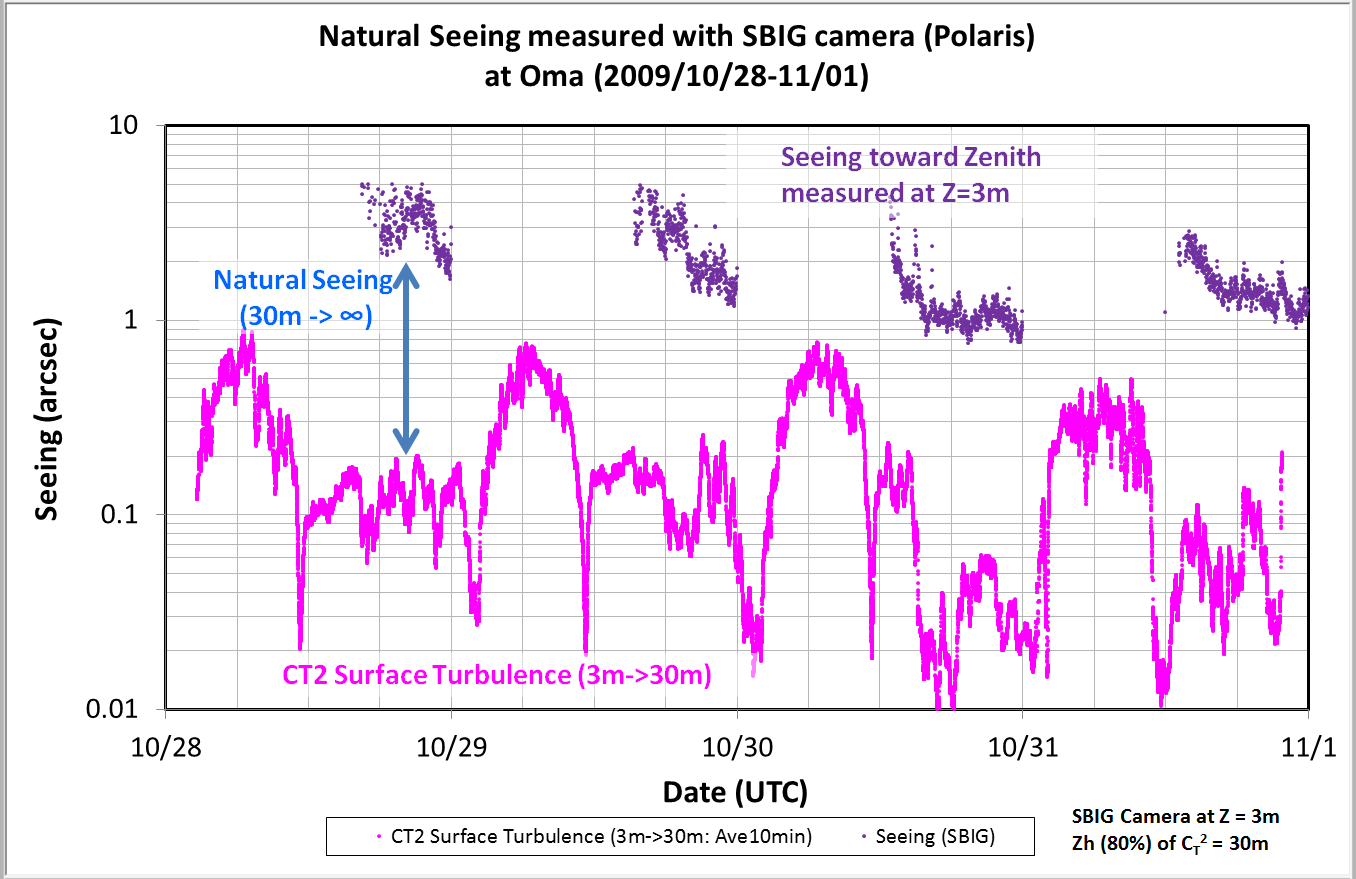 Natural Seeing measured with SBIG camera (Polaris)
at Oma (2009/10/28-11/01)
10
Seeing toward Zenith
measured at Z=3m
Natural Seeing
(30m -> ∞)
1
Seeing (arcsec)
0.1
CT2 Surface Turbulence (3m->30m)
0.01
10/28
10/29
10/30
10/31
11/1
Date (UTC)
CT2 Surface Turbulence (3m->30m: Ave10min)
Seeing (SBIG)
SBIG Camera at Z = 3m
Zh (80%) of C_T² = 30m